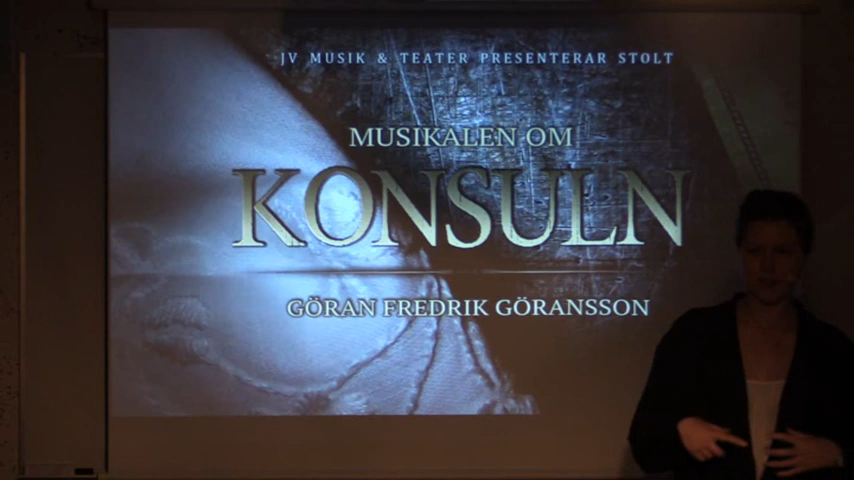 JV MUSIK & TEATER PRESENTERAR STOLT
MUSIKALEN OM
KONSULN
GÖRAN FREDRIK GÖRANSSON